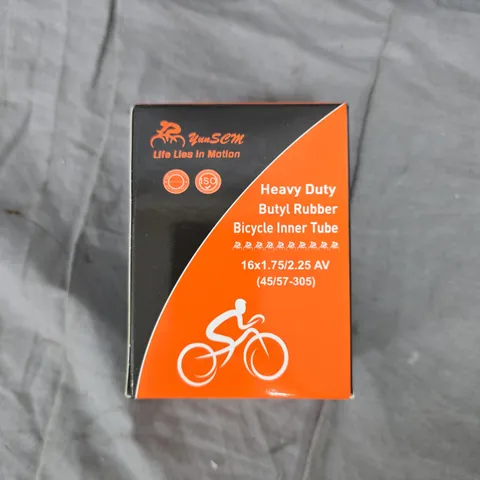 YunSCM
Life Lies in Motion
ISO
Heavy Duty
Butyl Rubber
Bicycle Inner Tube
16x1.75/2.25 AV
(45/57-305)